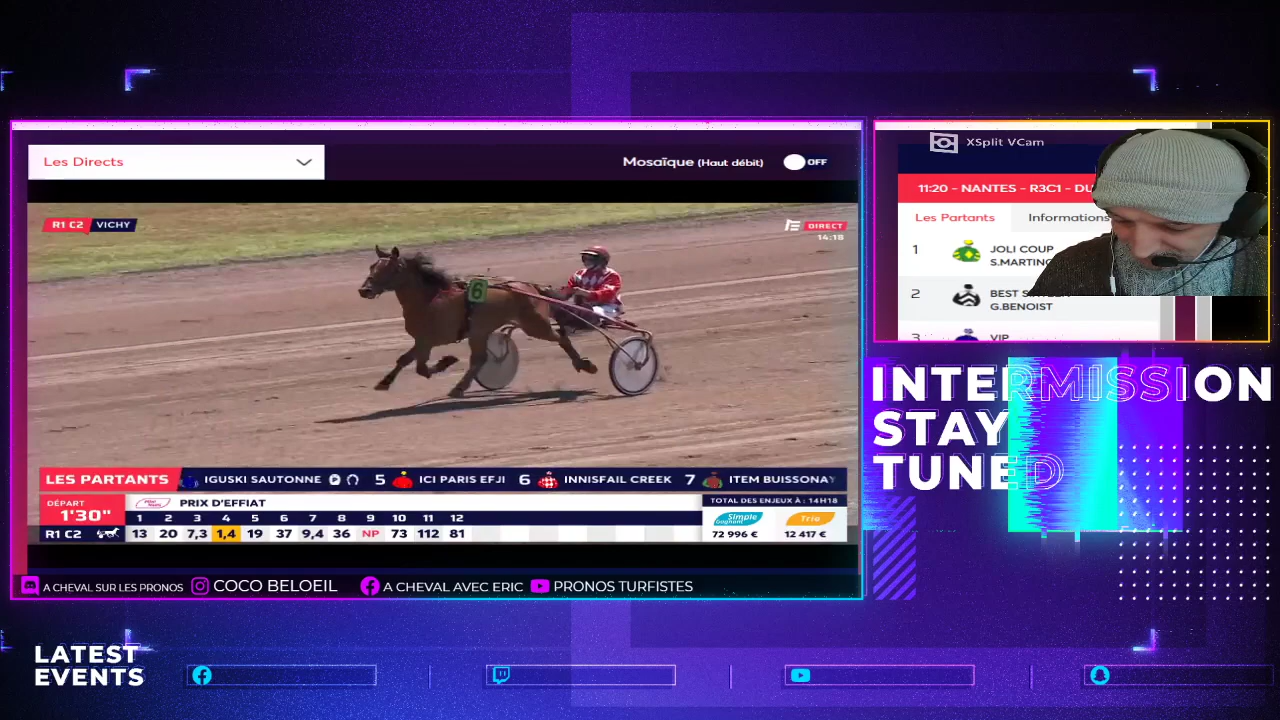 Les Directs
Mosaïque (Haut débit) OFF
R1 C2 VICHY
DIRECT
14:18
6
LES PARTANTS IGUSKI SAUTONNE P 5 ICI PARIS EFJI 6 INNISFAIL CREEK 7 ITEM BUISSONAY
DÉPART
1'30"
PRIX D'EFFIAT
TOTAL DES ENJEUX À : 14H18
1 2 3 4 5 6 7 8 9 10 11 12
Simple Gagnant Trio
R1 C2 13 20 7,3 1,4 19 37 9,4 36 NP 73 112 81
72 996 € 12 417 €
A CHEVAL SUR LES PRONOS COCO BELOEIL A CHEVAL AVEC ERIC PRONOS TURFISTES
XSplit VCam
11:20 - NANTES - R3C1 - DU
Les Partants Informations
1 JOLI COUP
S.MARTIN
2 BEST
G.BENOIST
3 VIP
INTERMISSION
STAY
TUNED
LATEST
EVENTS